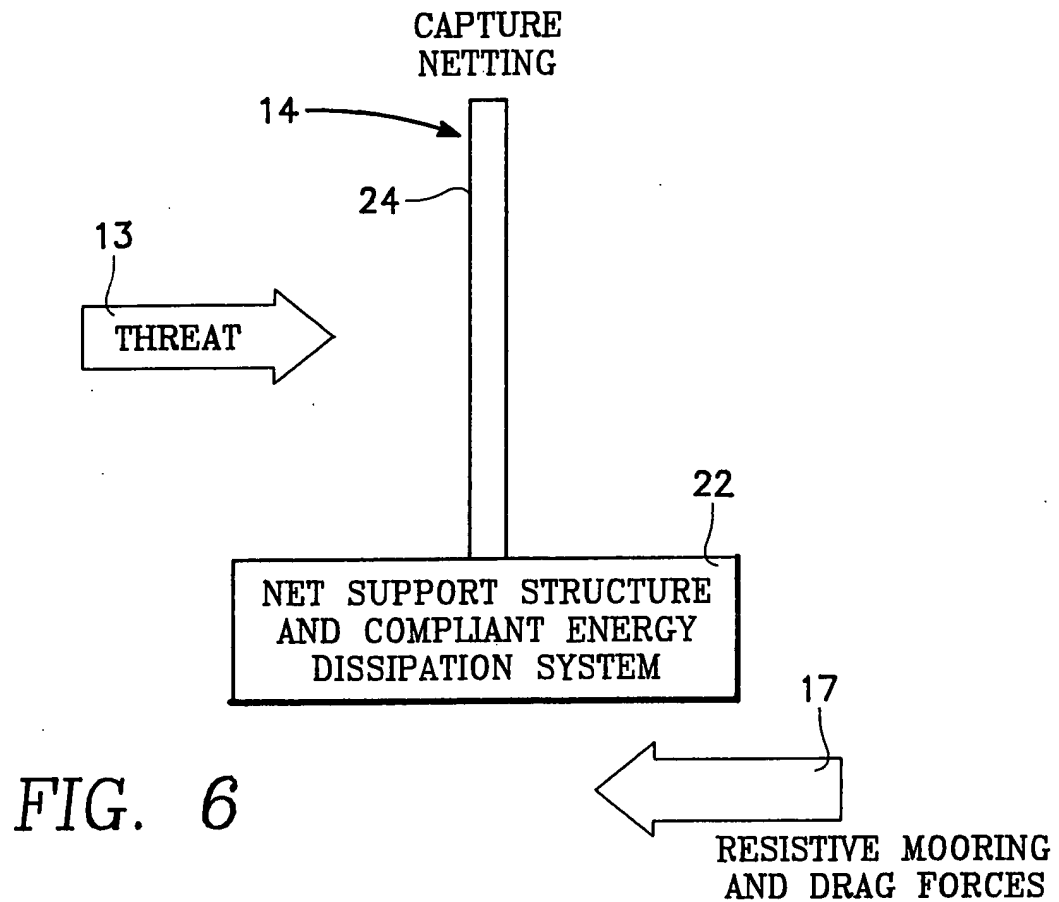 CAPTURE
NETTING
14
24
13
THREAT
22
NET SUPPORT STRUCTURE
AND COMPLIANT ENERGY
DISSIPATION SYSTEM
17
FIG. 6
RESISTIVE MOORING
AND DRAG FORCES